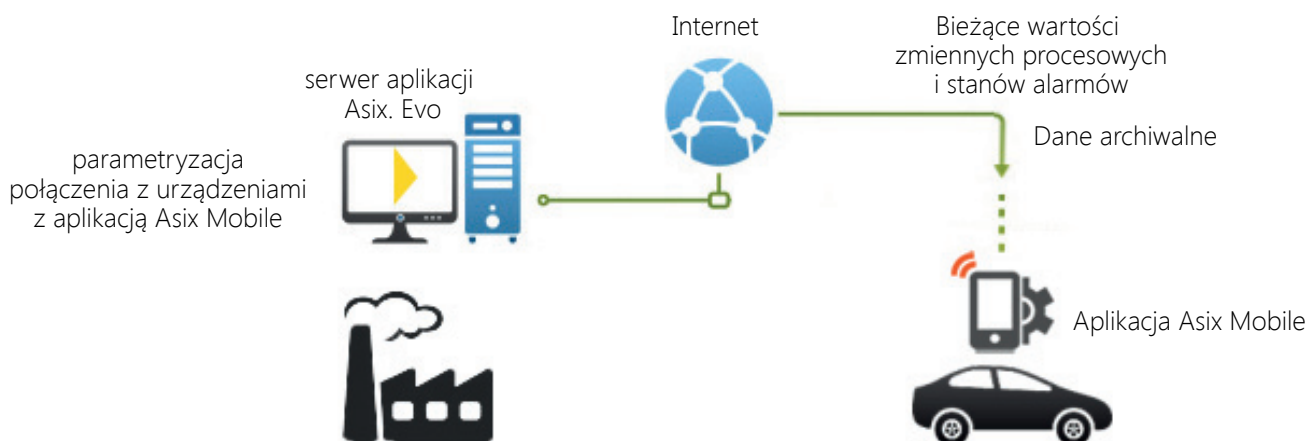 Internet
Bieżące wartości
zmiennych procesowych
i stanów alarmów
serwer aplikacji
Asix. Evo
Dane archiwalne
parametryzacja
połączenia z urządzeniami
z aplikacją Asix Mobile
Aplikacja Asix Mobile